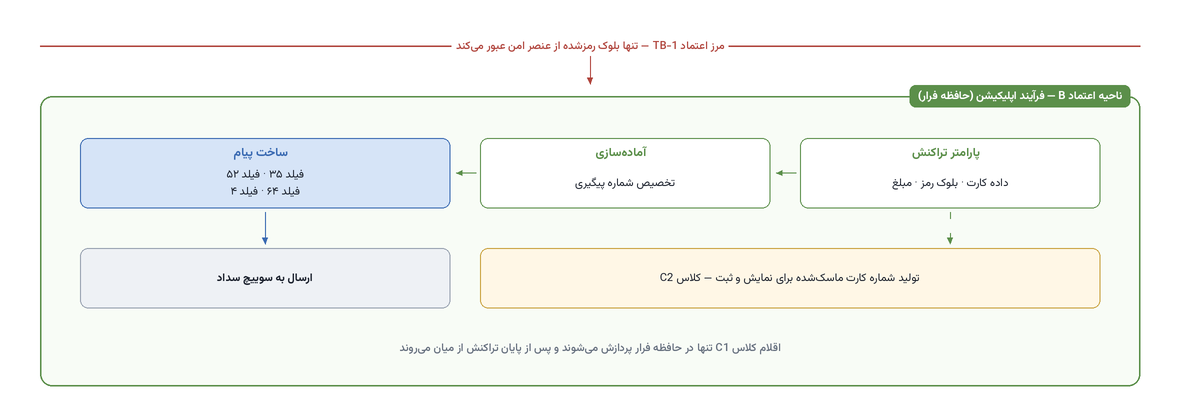 مرز اعتماد TB-1 — تنها بلوک رمزشده از عنصر امن عبور می‌کند
ناحیه اعتماد B — فرآیند اپلیکیشن (حافظه فرار)
پارامتر تراکنش
داده کارت · بلوک رمز · مبلغ
آماده‌سازی
تخصیص شماره پیگیری
ساخت پیام
فیلد ۳۵ · فیلد ۵۲
فیلد ۶۴ · فیلد ۴
تولید شماره کارت ماسک‌شده برای نمایش و ثبت — کلاس C2
ارسال به سوییچ سداد
اقلام کلاس C1 تنها در حافظه فرار پردازش می‌شوند و پس از پایان تراکنش از میان می‌روند